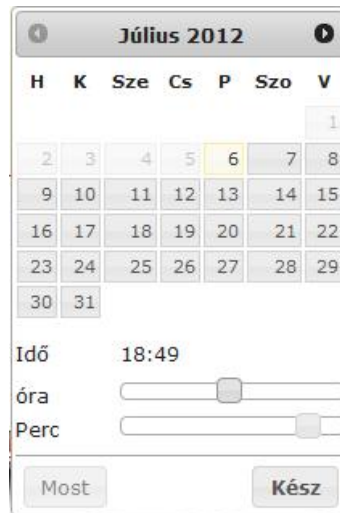 Július 2012
H K Sze Cs P Szo V
1
2 3 4 5 6 7 8
9 10 11 12 13 14 15
16 17 18 19 20 21 22
23 24 25 26 27 28 29
30 31
Idő 18:49
óra
Perc
Most Kész